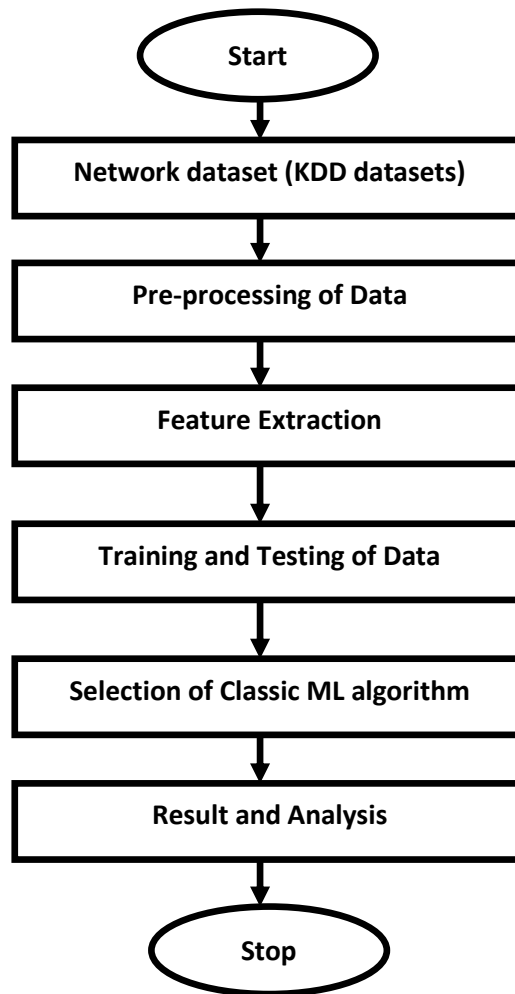 Start
Network dataset (KDD datasets)
Pre-processing of Data
Feature Extraction
Training and Testing of Data
Selection of Classic ML algorithm
Result and Analysis
Stop